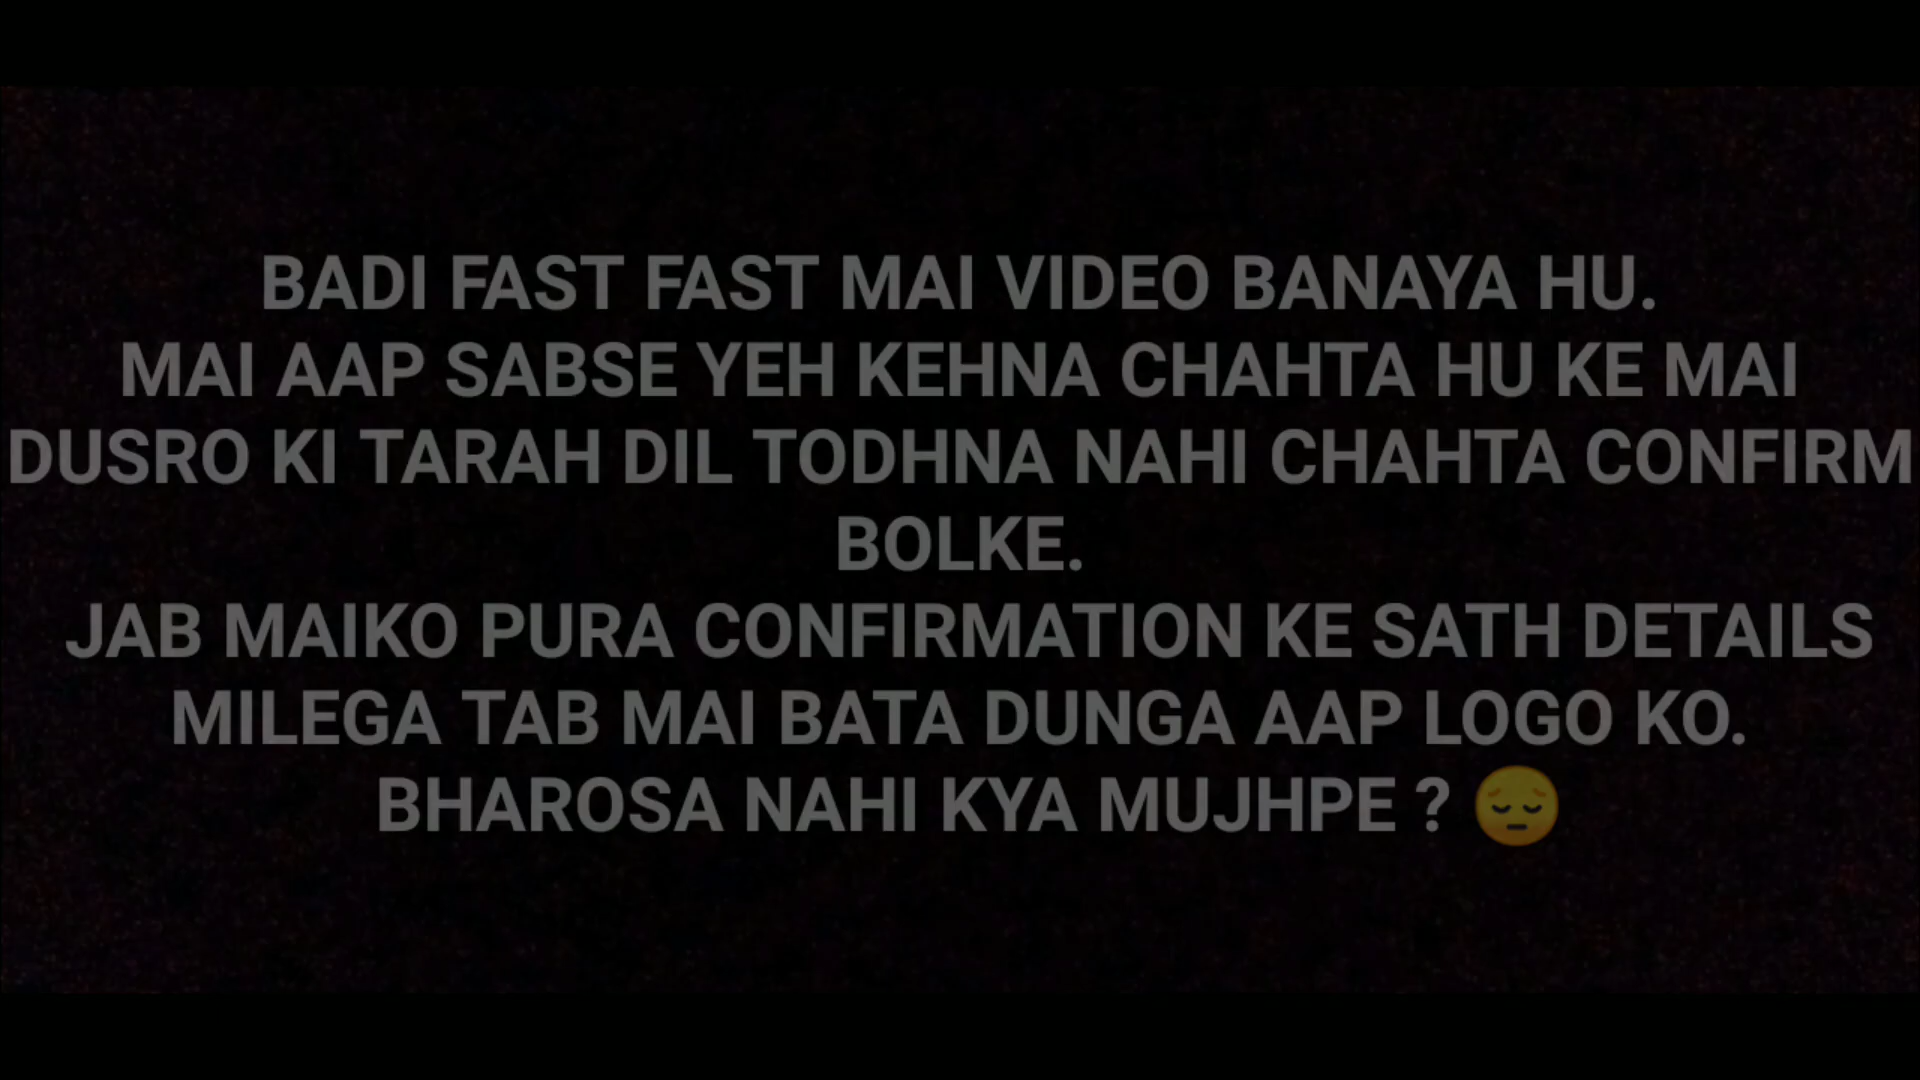 BADI FAST FAST MAI VIDEO BANAYA HU.
MAI AAP SABSE YEH KEHNA CHAHTA HU KE MAI
DUSRO KI TARAH DIL TODHNA NAHI CHAHTA CONFIRM
BOLKE.
JAB MAIKO PURA CONFIRMATION KE SATH DETAILS
MILEGA TAB MAI BATA DUNGA AAP LOGO KO.
BHAROSA NAHI KYA MUJHPE ? 😔